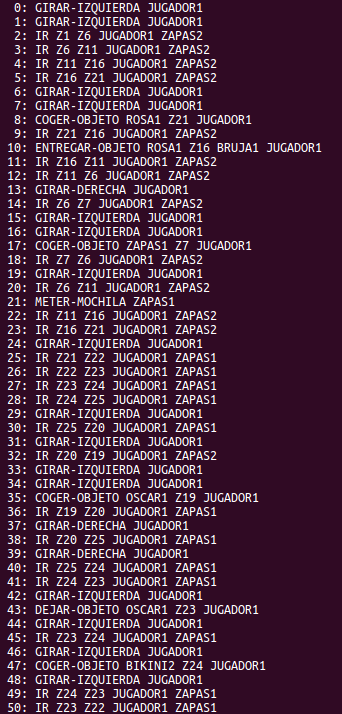 0: GIRAR-IZQUIERDA JUGADOR1
1: GIRAR-IZQUIERDA JUGADOR1
2: IR Z1 Z6 JUGADOR1 ZAPAS2
3: IR Z6 Z11 JUGADOR1 ZAPAS2
4: IR Z11 Z16 JUGADOR1 ZAPAS2
5: IR Z16 Z21 JUGADOR1 ZAPAS2
6: GIRAR-IZQUIERDA JUGADOR1
7: GIRAR-IZQUIERDA JUGADOR1
8: COGER-OBJETO ROSA1 Z21 JUGADOR1
9: IR Z21 Z16 JUGADOR1 ZAPAS2
10: ENTREGAR-OBJETO ROSA1 Z16 BRUJA1 JUGADOR1
11: IR Z16 Z11 JUGADOR1 ZAPAS2
12: IR Z11 Z6 JUGADOR1 ZAPAS2
13: GIRAR-DERECHA JUGADOR1
14: IR Z6 Z7 JUGADOR1 ZAPAS2
15: GIRAR-IZQUIERDA JUGADOR1
16: GIRAR-IZQUIERDA JUGADOR1
17: COGER-OBJETO ZAPAS1 Z7 JUGADOR1
18: IR Z7 Z6 JUGADOR1 ZAPAS2
19: GIRAR-IZQUIERDA JUGADOR1
20: IR Z6 Z11 JUGADOR1 ZAPAS2
21: METER-MOCHILA ZAPAS1
22: IR Z11 Z16 JUGADOR1 ZAPAS2
23: IR Z16 Z21 JUGADOR1 ZAPAS2
24: GIRAR-IZQUIERDA JUGADOR1
25: IR Z21 Z22 JUGADOR1 ZAPAS1
26: IR Z22 Z23 JUGADOR1 ZAPAS1
27: IR Z23 Z24 JUGADOR1 ZAPAS1
28: IR Z24 Z25 JUGADOR1 ZAPAS1
29: GIRAR-IZQUIERDA JUGADOR1
30: IR Z25 Z20 JUGADOR1 ZAPAS1
31: GIRAR-IZQUIERDA JUGADOR1
32: IR Z20 Z19 JUGADOR1 ZAPAS2
33: GIRAR-IZQUIERDA JUGADOR1
34: GIRAR-IZQUIERDA JUGADOR1
35: COGER-OBJETO OSCAR1 Z19 JUGADOR1
36: IR Z19 Z20 JUGADOR1 ZAPAS1
37: GIRAR-DERECHA JUGADOR1
38: IR Z20 Z25 JUGADOR1 ZAPAS1
39: GIRAR-DERECHA JUGADOR1
40: IR Z25 Z24 JUGADOR1 ZAPAS1
41: IR Z24 Z23 JUGADOR1 ZAPAS1
42: GIRAR-IZQUIERDA JUGADOR1
43: DEJAR-OBJETO OSCAR1 Z23 JUGADOR1
44: GIRAR-IZQUIERDA JUGADOR1
45: IR Z23 Z24 JUGADOR1 ZAPAS1
46: GIRAR-IZQUIERDA JUGADOR1
47: COGER-OBJETO BIKINI2 Z24 JUGADOR1
48: GIRAR-IZQUIERDA JUGADOR1
49: IR Z24 Z23 JUGADOR1 ZAPAS1
50: IR Z23 Z22 JUGADOR1 ZAPAS1